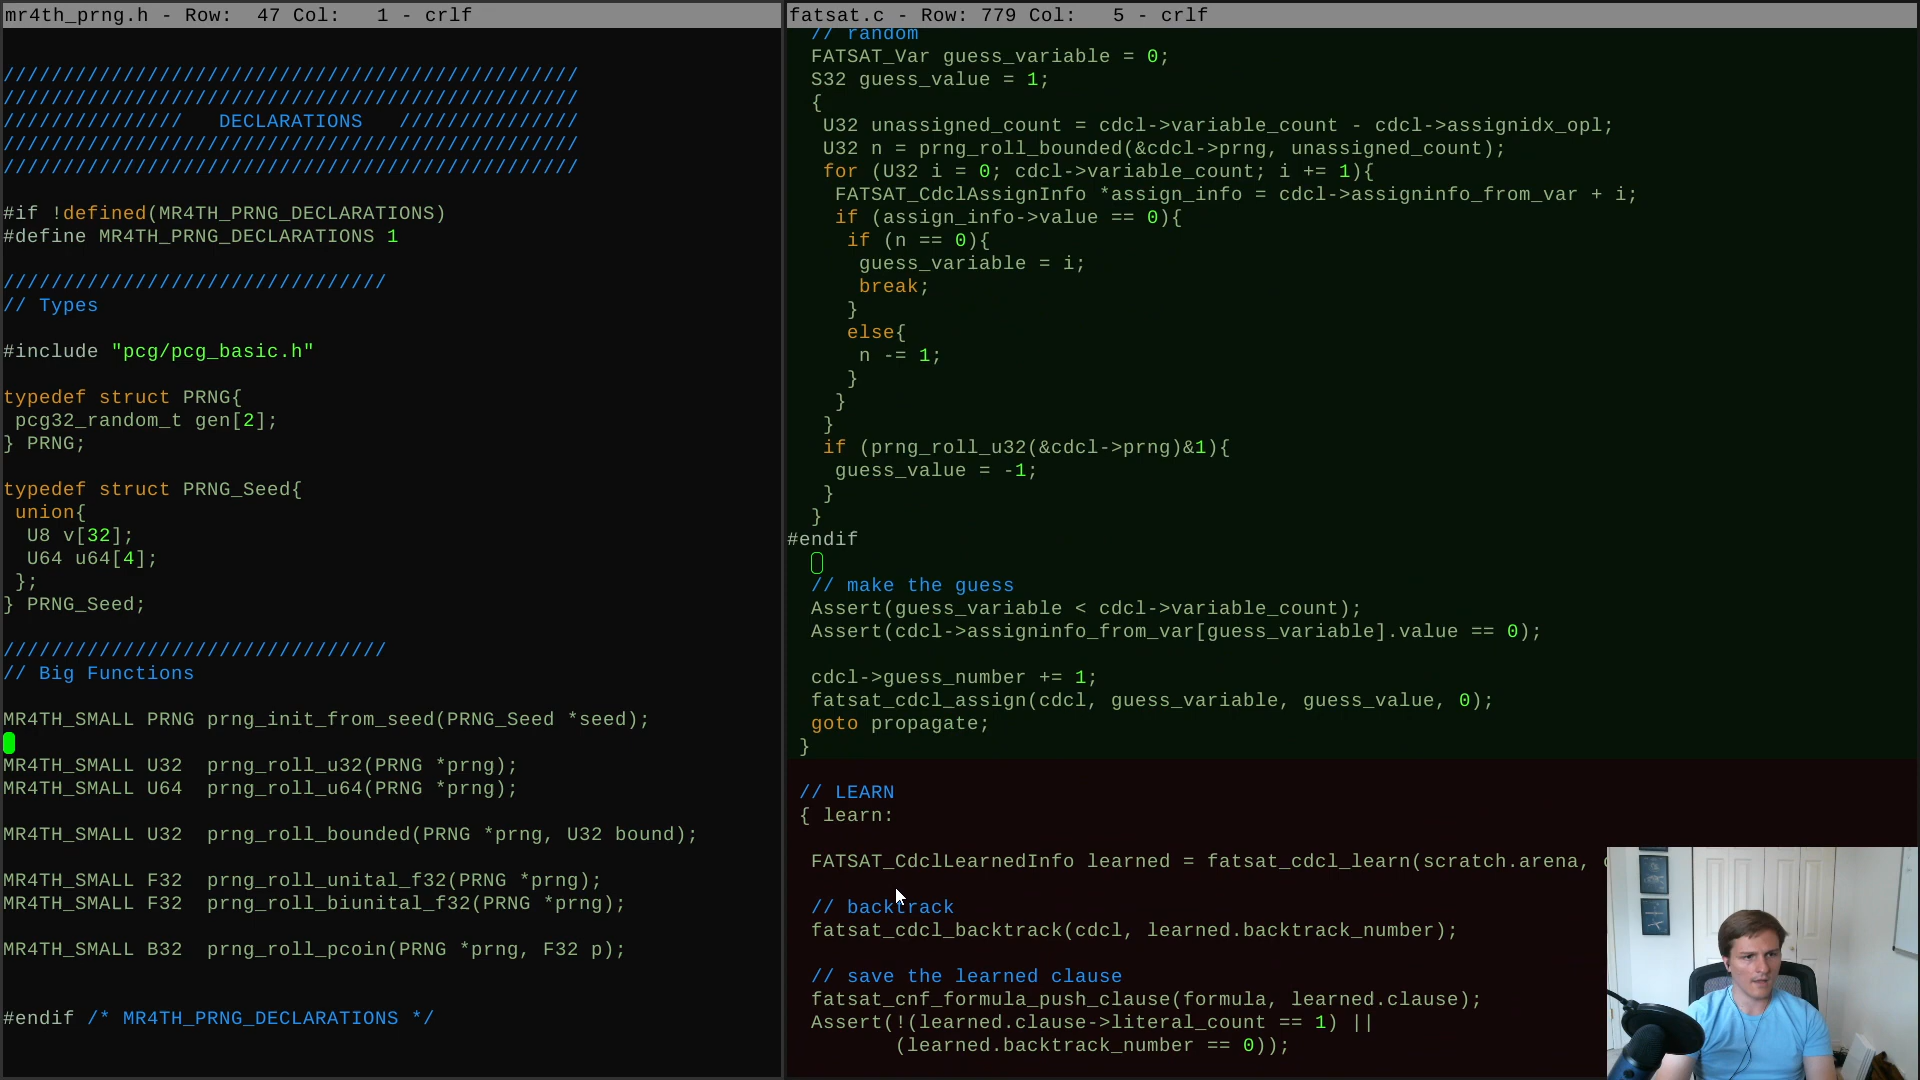 mr4th_prng.h - Row:  47 Col:   1 - crlf
////////////////////////////////////////////////
////////////////////////////////////////////////
///////////////   DECLARATIONS   ///////////////
////////////////////////////////////////////////
////////////////////////////////////////////////
#if !defined(MR4TH_PRNG_DECLARATIONS)
#define MR4TH_PRNG_DECLARATIONS 1
////////////////////////////////
// Types
#include "pcg/pcg_basic.h"
typedef struct PRNG{
 pcg32_random_t gen[2];
} PRNG;
typedef struct PRNG_Seed{
 union{
  U8 v[32];
  U64 u64[4];
 };
} PRNG_Seed;
////////////////////////////////
// Big Functions
MR4TH_SMALL PRNG prng_init_from_seed(PRNG_Seed *seed);
MR4TH_SMALL U32  prng_roll_u32(PRNG *prng);
MR4TH_SMALL U64  prng_roll_u64(PRNG *prng);
MR4TH_SMALL U32  prng_roll_bounded(PRNG *prng, U32 bound);
MR4TH_SMALL F32  prng_roll_unital_f32(PRNG *prng);
MR4TH_SMALL F32  prng_roll_biunital_f32(PRNG *prng);
MR4TH_SMALL B32  prng_roll_pcoin(PRNG *prng, F32 p);
#endif /* MR4TH_PRNG_DECLARATIONS */
fatsat.c - Row: 779 Col:   5 - crlf
// random
FATSAT_Var guess_variable = 0;
S32 guess_value = 1;
{
 U32 unassigned_count = cdcl->variable_count - cdcl->assignidx_opl;
 U32 n = prng_roll_bounded(&cdcl->prng, unassigned_count);
 for (U32 i = 0; cdcl->variable_count; i += 1){
  FATSAT_CdclAssignInfo *assign_info = cdcl->assigninfo_from_var + i;
  if (assign_info->value == 0){
   if (n == 0){
    guess_variable = i;
    break;
   }
   else{
    n -= 1;
   }
  }
 }
 if (prng_roll_u32(&cdcl->prng)&1){
  guess_value = -1;
 }
}
#endif
// make the guess
Assert(guess_variable < cdcl->variable_count);
Assert(cdcl->assigninfo_from_var[guess_variable].value == 0);
cdcl->guess_number += 1;
fatsat_cdcl_assign(cdcl, guess_variable, guess_value, 0);
goto propagate;
}
// LEARN
{ learn:
FATSAT_CdclLearnedInfo learned = fatsat_cdcl_learn(scratch.arena,
// backtrack
fatsat_cdcl_backtrack(cdcl, learned.backtrack_number);
// save the learned clause
fatsat_cnf_formula_push_clause(formula, learned.clause);
Assert(!(learned.clause->literal_count == 1) ||
(learned.backtrack_number == 0));